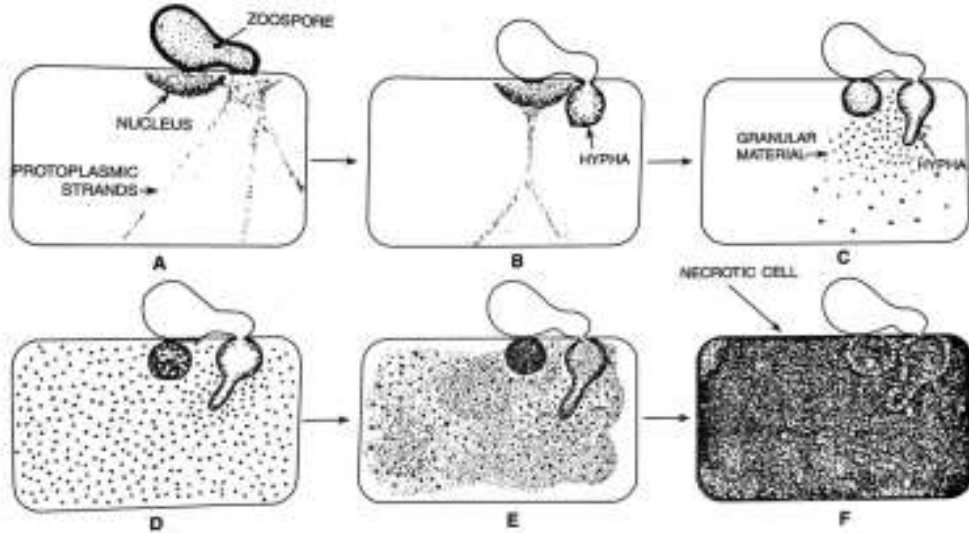 ZOOSPORE
NUCLEUS
PROTOPLASMIC
STRANDS
A
HYPHA
B
GRANULAR
MATERIAL
HYPHA
C
NECROTIC CELL
D
E
F